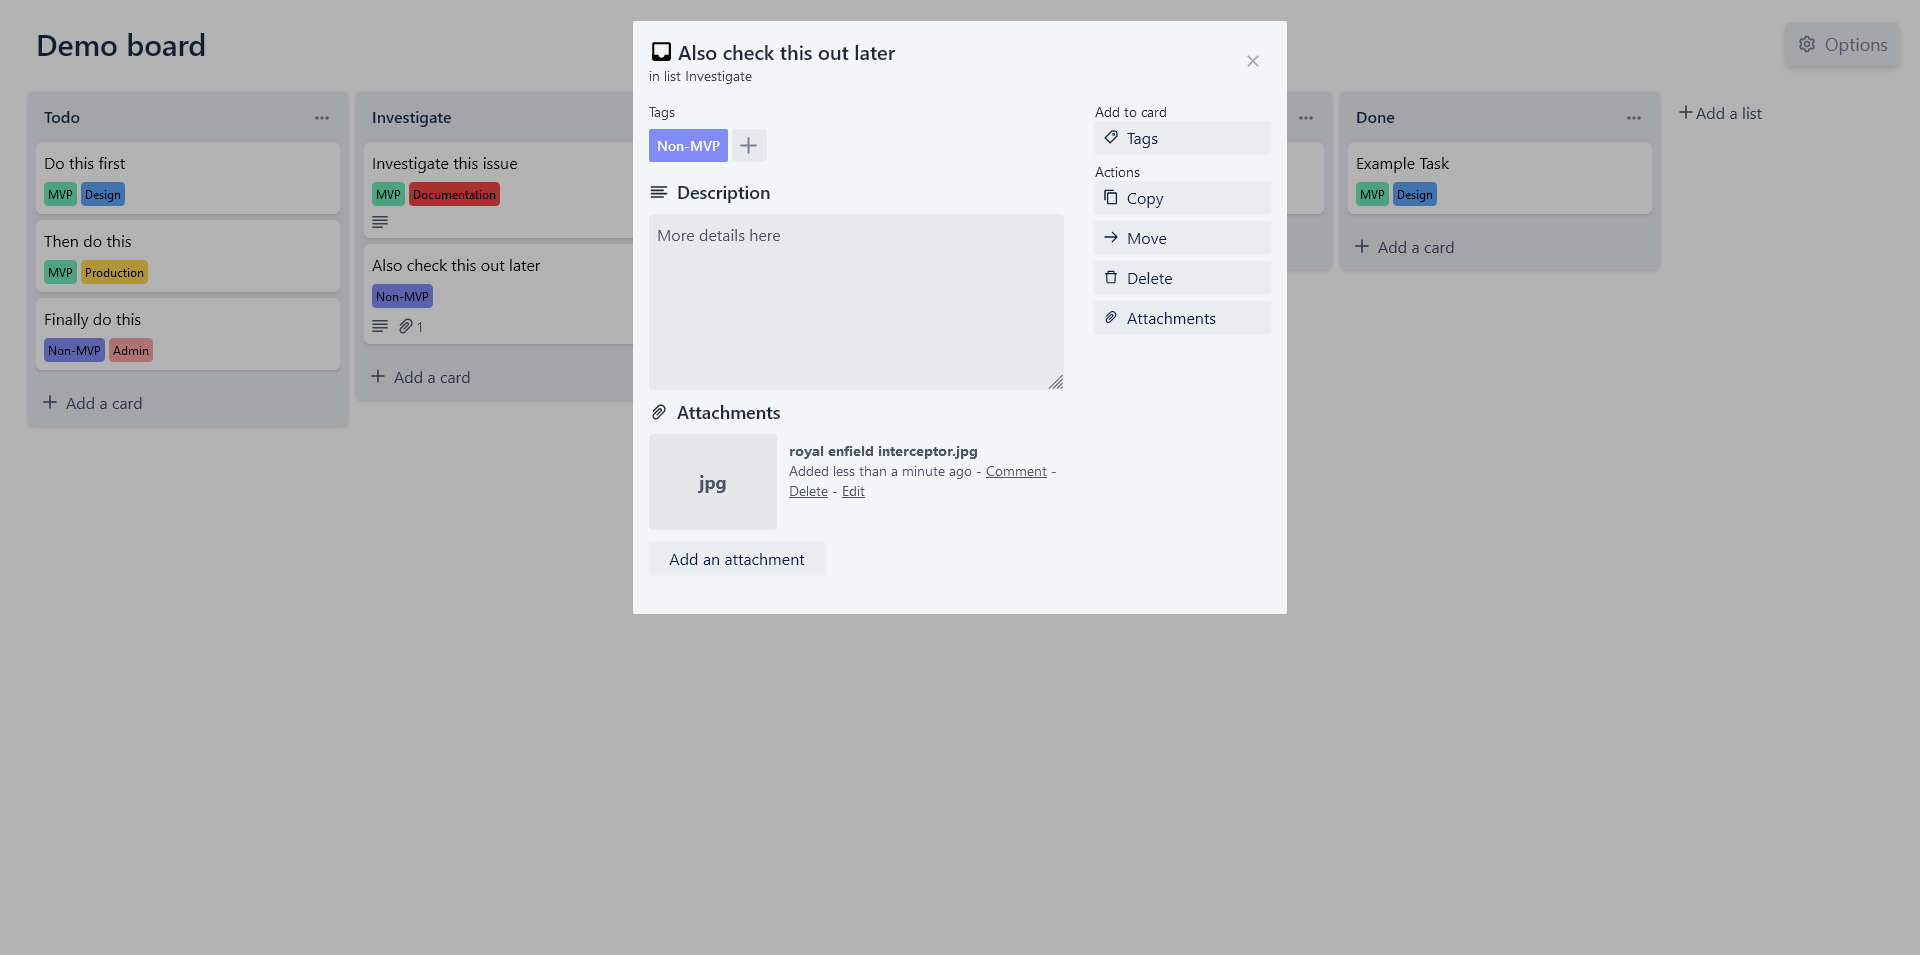 Demo board
Options
Todo
Do this first
MVP Design
Then do this
MVP Production
Finally do this
Non-MVP Admin
Add a card
Investigate
Investigate this issue
MVP Documentation
Also check this out later
Non-MVP
1
Add a card
Also check this out later
in list Investigate
Tags
Non-MVP
Description
More details here
Attachments
jpg
royal enfield interceptor.jpg
Added less than a minute ago - Comment -
Delete - Edit
Add an attachment
Add to card
Tags
Actions
Copy
Move
Delete
Attachments
Done
Example Task
MVP Design
Add a card
Add a list